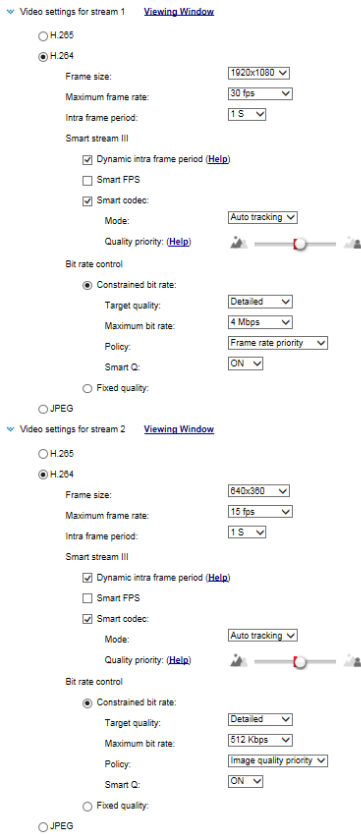 Video settings for stream 1 Viewing Window
H.265
H.264
Frame size: 1920x1080
Maximum frame rate: 30 fps
Intra frame period: 1 S
Smart stream III
Dynamic intra frame period (Help)
Smart FPS
Smart codec:
Mode: Auto tracking
Quality priority: (Help)
Bit rate control
Constrained bit rate:
Target quality: Detailed
Maximum bit rate: 4 Mbps
Policy: Frame rate priority
Smart Q: ON
Fixed quality:
JPEG
Video settings for stream 2 Viewing Window
H.265
H.264
Frame size: 640x360
Maximum frame rate: 15 fps
Intra frame period: 1 S
Smart stream III
Dynamic intra frame period (Help)
Smart FPS
Smart codec:
Mode: Auto tracking
Quality priority: (Help)
Bit rate control
Constrained bit rate:
Target quality: Detailed
Maximum bit rate: 512 Kbps
Policy: Image quality priority
Smart Q: ON
Fixed quality:
JPEG